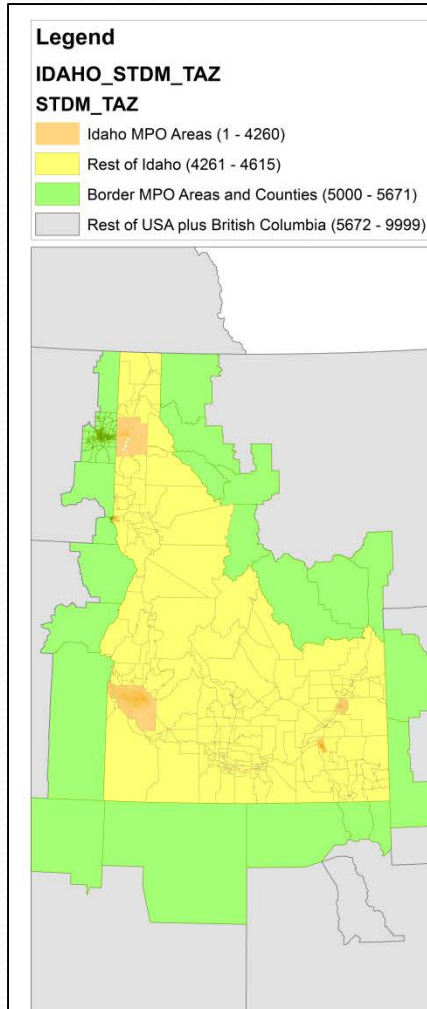 Legend
IDAHO_STDM_TAZ
STDM_TAZ
Idaho MPO Areas (1 - 4260)
Rest of Idaho (4261 - 4615)
Border MPO Areas and Counties (5000 - 5671)
Rest of USA plus British Columbia (5672 - 9999)